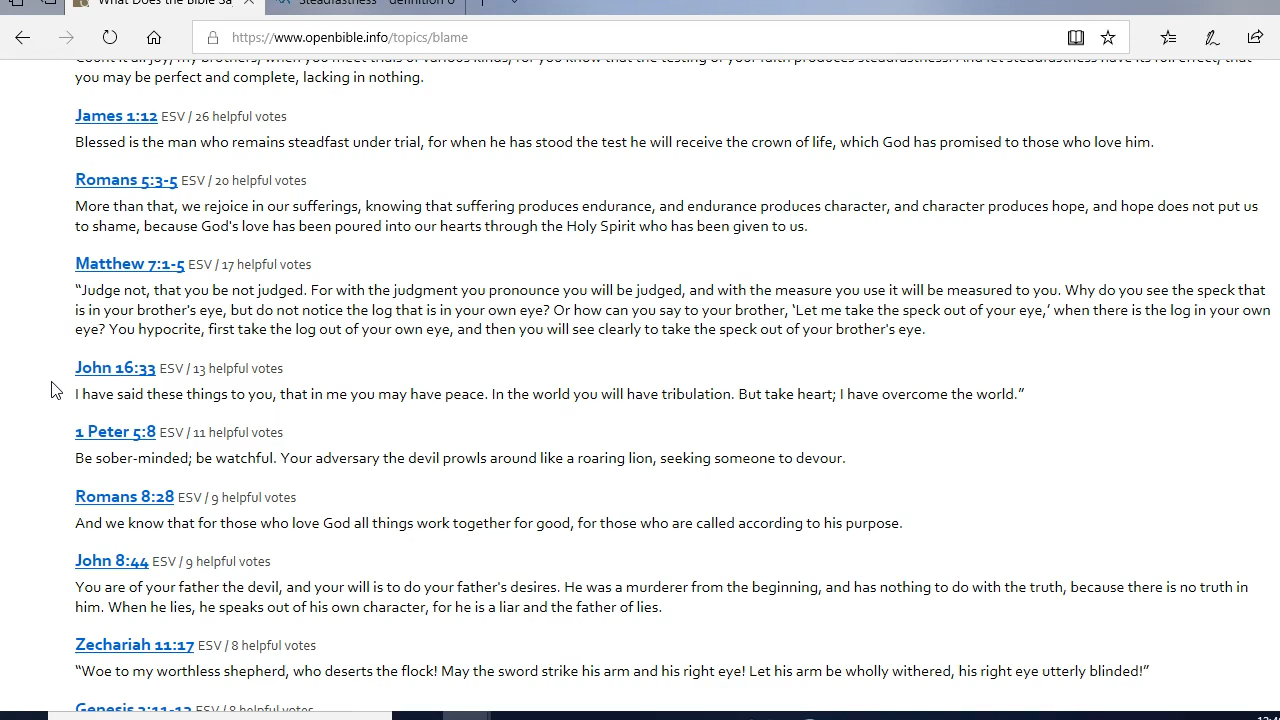 What Does the Bible Sa
Steadfastness - definition o
https://www.openbible.info/topics/blame
Count it all joy, my brothers, when you meet trials of various kinds, for you know that the testing of your faith produces steadfastness. And let steadfastness have its full effect, that
you may be perfect and complete, lacking in nothing.
James 1:12 ESV / 26 helpful votes
Blessed is the man who remains steadfast under trial, for when he has stood the test he will receive the crown of life, which God has promised to those who love him.
Romans 5:3-5 ESV / 20 helpful votes
More than that, we rejoice in our sufferings, knowing that suffering produces endurance, and endurance produces character, and character produces hope, and hope does not put us
to shame, because God's love has been poured into our hearts through the Holy Spirit who has been given to us.
Matthew 7:1-5 ESV / 17 helpful votes
“Judge not, that you be not judged. For with the judgment you pronounce you will be judged, and with the measure you use it will be measured to you. Why do you see the speck that
is in your brother's eye, but do not notice the log that is in your own eye? Or how can you say to your brother, ‘Let me take the speck out of your eye,’ when there is the log in your own
eye? You hypocrite, first take the log out of your own eye, and then you will see clearly to take the speck out of your brother's eye.
John 16:33 ESV / 13 helpful votes
I have said these things to you, that in me you may have peace. In the world you will have tribulation. But take heart; I have overcome the world.”
1 Peter 5:8 ESV / 11 helpful votes
Be sober-minded; be watchful. Your adversary the devil prowls around like a roaring lion, seeking someone to devour.
Romans 8:28 ESV / 9 helpful votes
And we know that for those who love God all things work together for good, for those who are called according to his purpose.
John 8:44 ESV / 9 helpful votes
You are of your father the devil, and your will is to do your father's desires. He was a murderer from the beginning, and has nothing to do with the truth, because there is no truth in
him. When he lies, he speaks out of his own character, for he is a liar and the father of lies.
Zechariah 11:17 ESV / 8 helpful votes
“Woe to my worthless shepherd, who deserts the flock! May the sword strike his arm and his right eye! Let his arm be wholly withered, his right eye utterly blinded!”
Genesis 3:11-13 ESV / 8 helpful votes